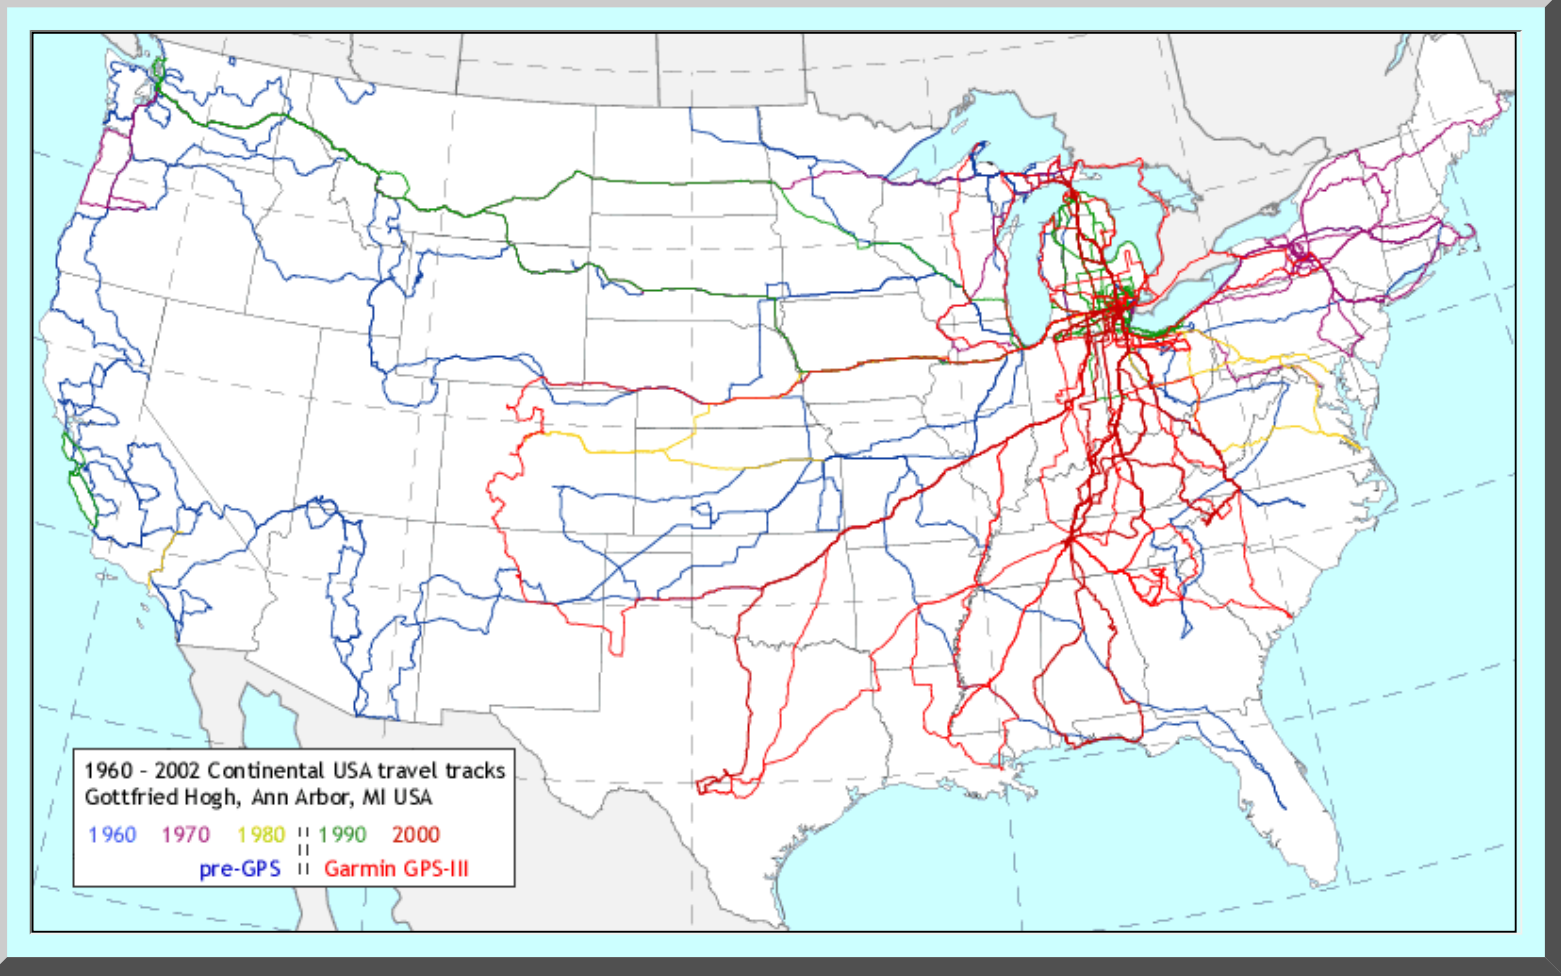 1960 - 2002 Continental USA travel tracks
Gottfried Hogh, Ann Arbor, MI USA
1960 1970 1980 1990 2000
pre-GPS Garmin GPS-III